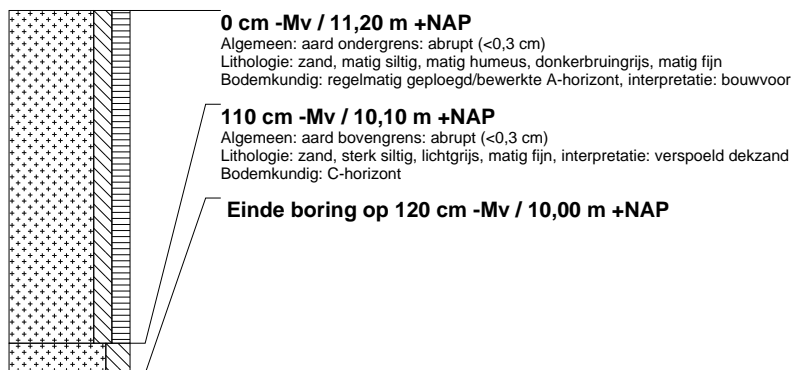 0 cm -Mv / 11,20 m +NAP
Algemeen: aard ondergrens: abrupt (<0,3 cm)
Lithologie: zand, matig siltig, matig humeus, donkerbruingrijs, matig fijn
Bodemkundig: regelmatig geploegd/bewerkte A-horizont, interpretatie: bouwvoor
110 cm -Mv / 10,10 m +NAP
Algemeen: aard bovengrens: abrupt (<0,3 cm)
Lithologie: zand, sterk siltig, lichtgrijs, matig fijn, interpretatie: verspoeld dekzand
Bodemkundig: C-horizont
Einde boring op 120 cm -Mv / 10,00 m +NAP